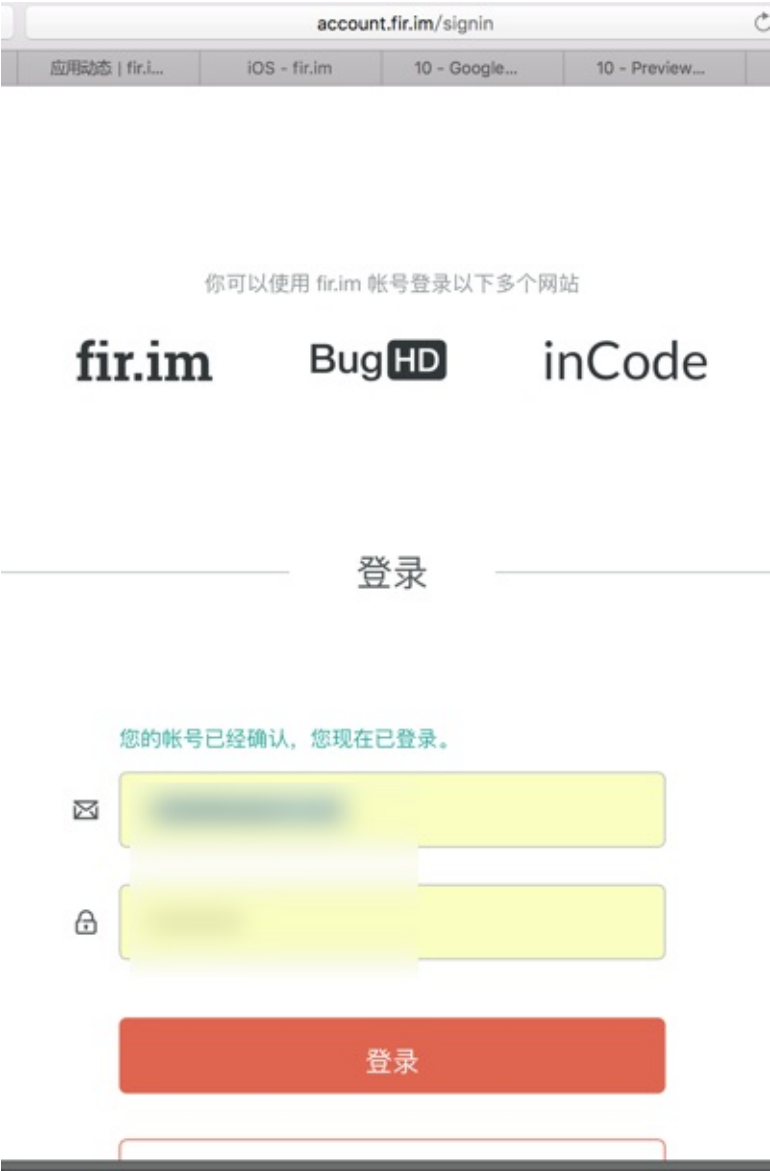 account.fir.im/signin
应用动态 | fir.i... iOS - fir.im 10 - Google... 10 - Preview...
你可以使用 fir.im 帐号登录以下多个网站
fir.im BugHD inCode
登录
您的帐号已经确认，您现在已登录。
登录